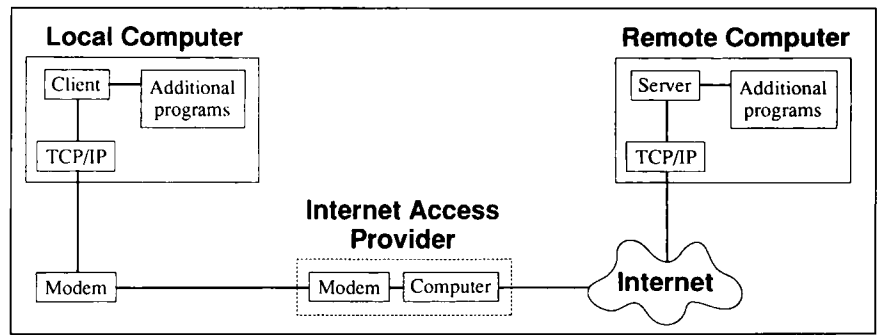 Local Computer
Remote Computer
Client
Additional
programs
TCP/IP
Server
Additional
programs
TCP/IP
Internet Access
Provider
Modem
Modem
Computer
Internet